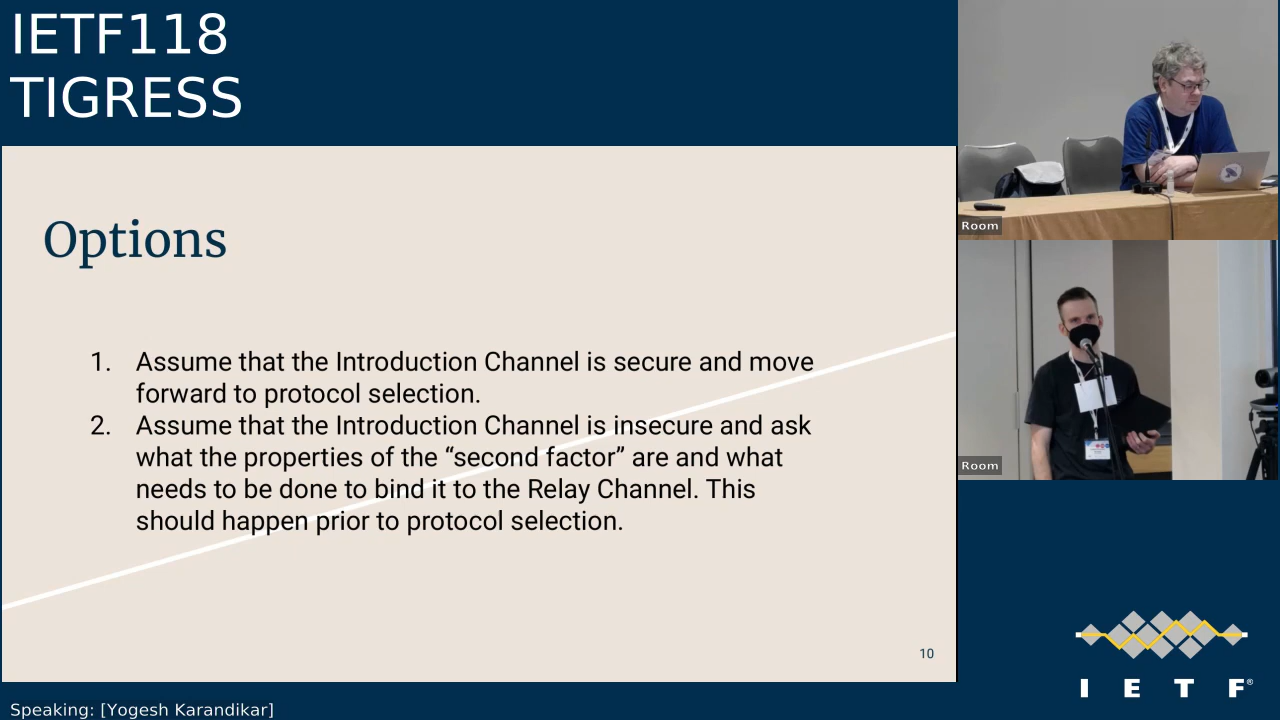 IETF118
TIGRESS
Options
1. Assume that the Introduction Channel is secure and move
forward to protocol selection.
2. Assume that the Introduction Channel is insecure and ask
what the properties of the “second factor” are and what
needs to be done to bind it to the Relay Channel. This
should happen prior to protocol selection.
10
Room
Room
I E T F®
Speaking: [Yogesh Karandikar]